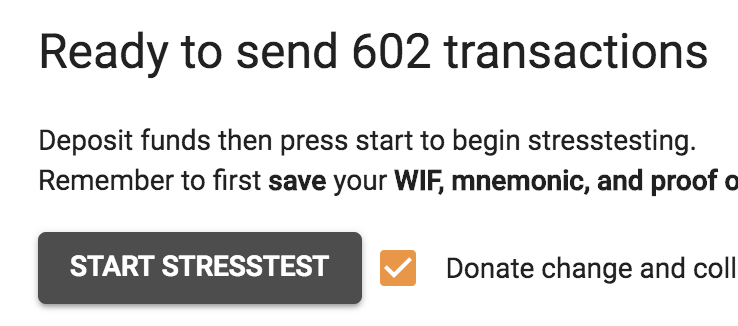 Ready to send 602 transactions
Deposit funds then press start to begin stresstesting.
Remember to first save your WIF, mnemonic, and proof o
START STRESSTEST
Donate change and coll